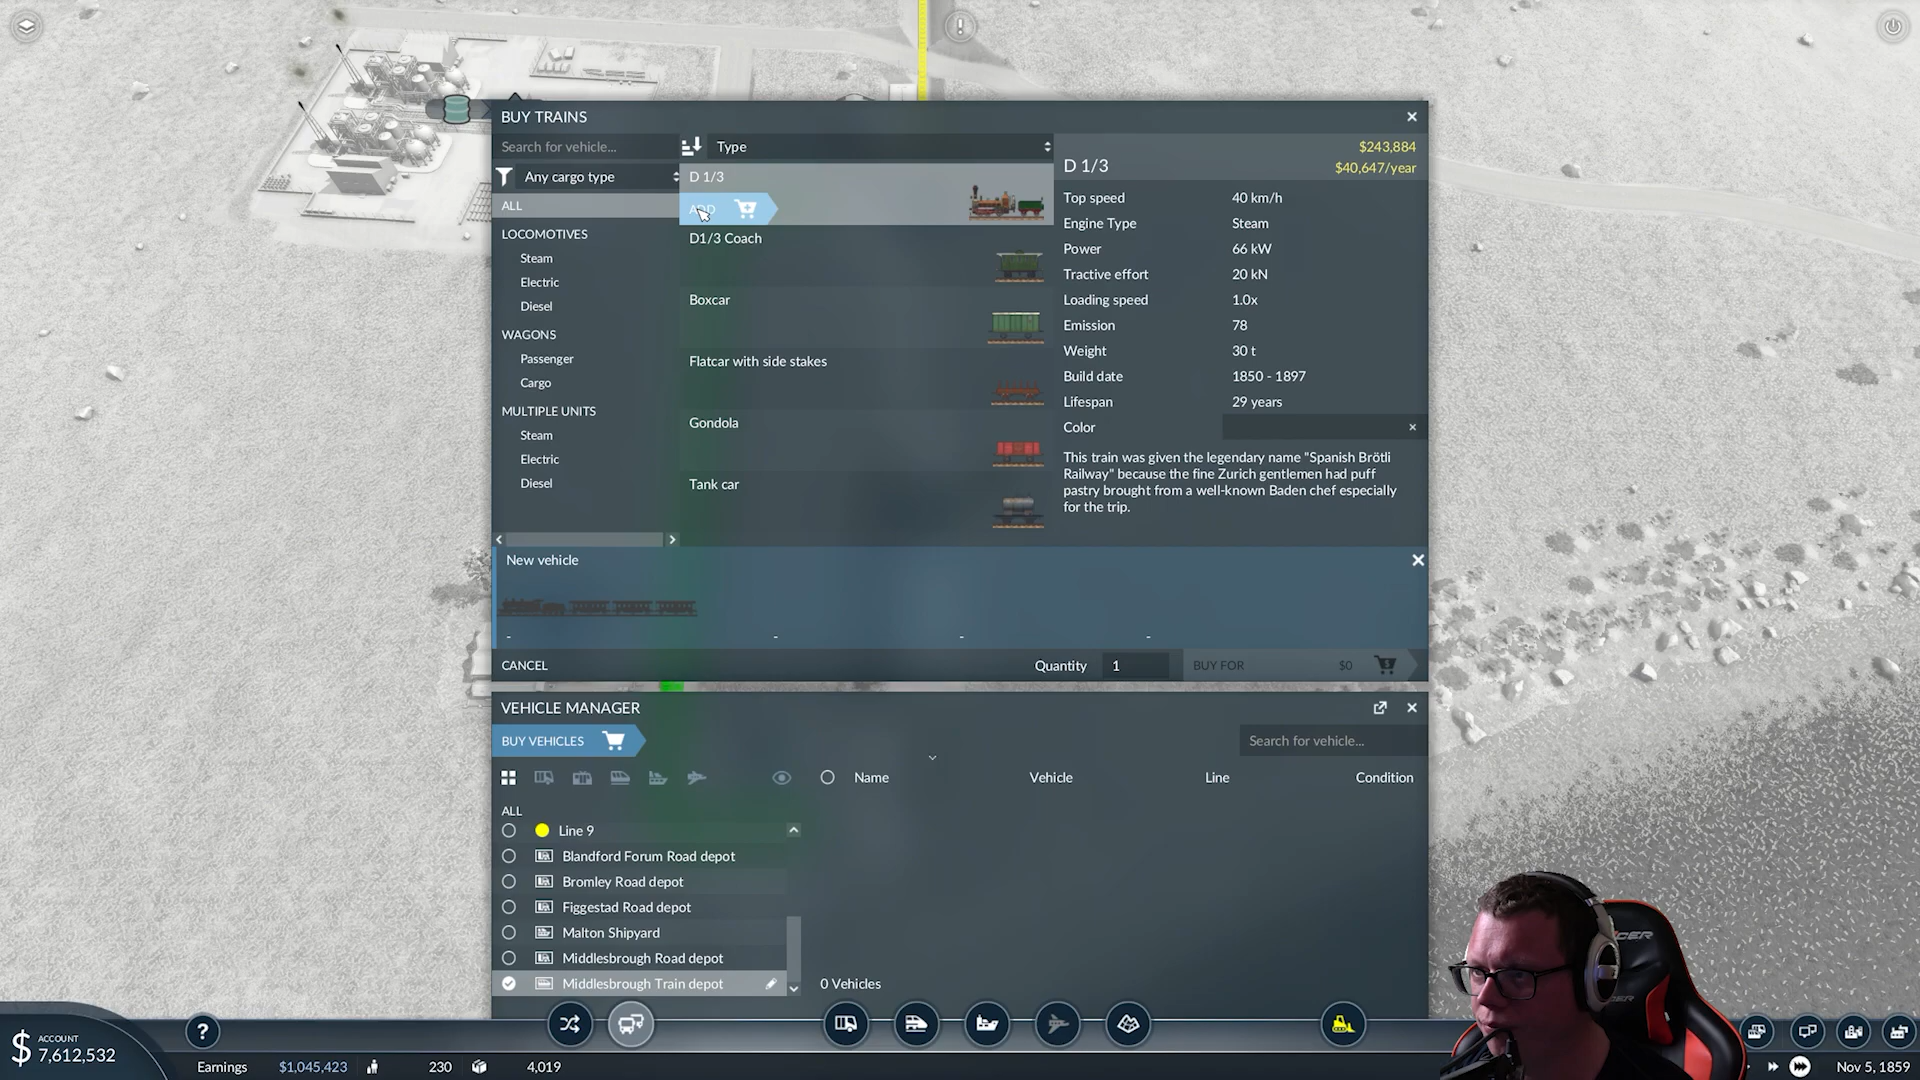 BUY TRAINS
Search for vehicle...
Type
Any cargo type
ALL
LOCOMOTIVES
Steam
Electric
Diesel
WAGONS
Passenger
Cargo
MULTIPLE UNITS
Steam
Electric
Diesel
D 1/3
ADD
D1/3 Coach
Boxcar
Flatcar with side stakes
Gondola
Tank car
$243,884
D 1/3
$40,647/year
Top speed 40 km/h
Engine Type Steam
Power 66 kW
Tractive effort 20 kN
Loading speed 1.0x
Emission 78
Weight 30 t
Build date 1850 - 1897
Lifespan 29 years
Color
This train was given the legendary name "Spanish Brötli
Railway" because the fine Zurich gentlemen had puff
pastry brought from a well-known Baden chef especially
for the trip.
New vehicle
- - - -
CANCEL
Quantity 1
BUY FOR $0
VEHICLE MANAGER
BUY VEHICLES
Search for vehicle...
Name Vehicle Line Condition
ALL
Line 9
Blandford Forum Road depot
Bromley Road depot
Figgestad Road depot
Malton Shipyard
Middlesbrough Road depot
Middlesbrough Train depot
0 Vehicles
$ ACCOUNT
7,612,532
?
Earnings $1,045,423
230
4,019
Nov 5, 1859